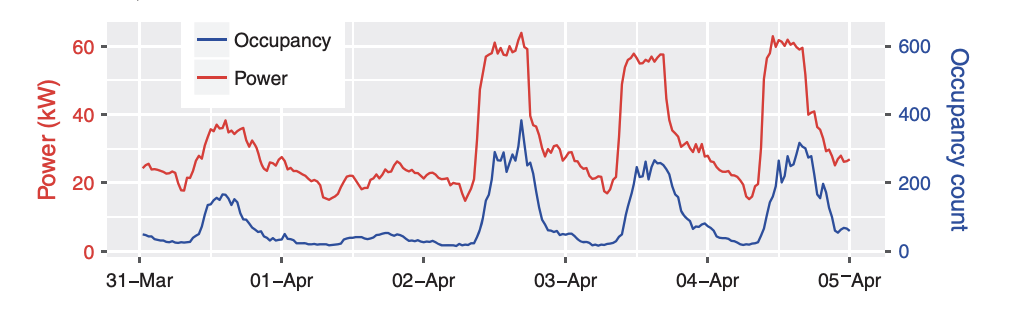 Occupancy
Power
Power (kW)
60
40
20
0
600
400
200
0
Occupancy count
31–Mar
01–Apr
02–Apr
03–Apr
04–Apr
05–Apr